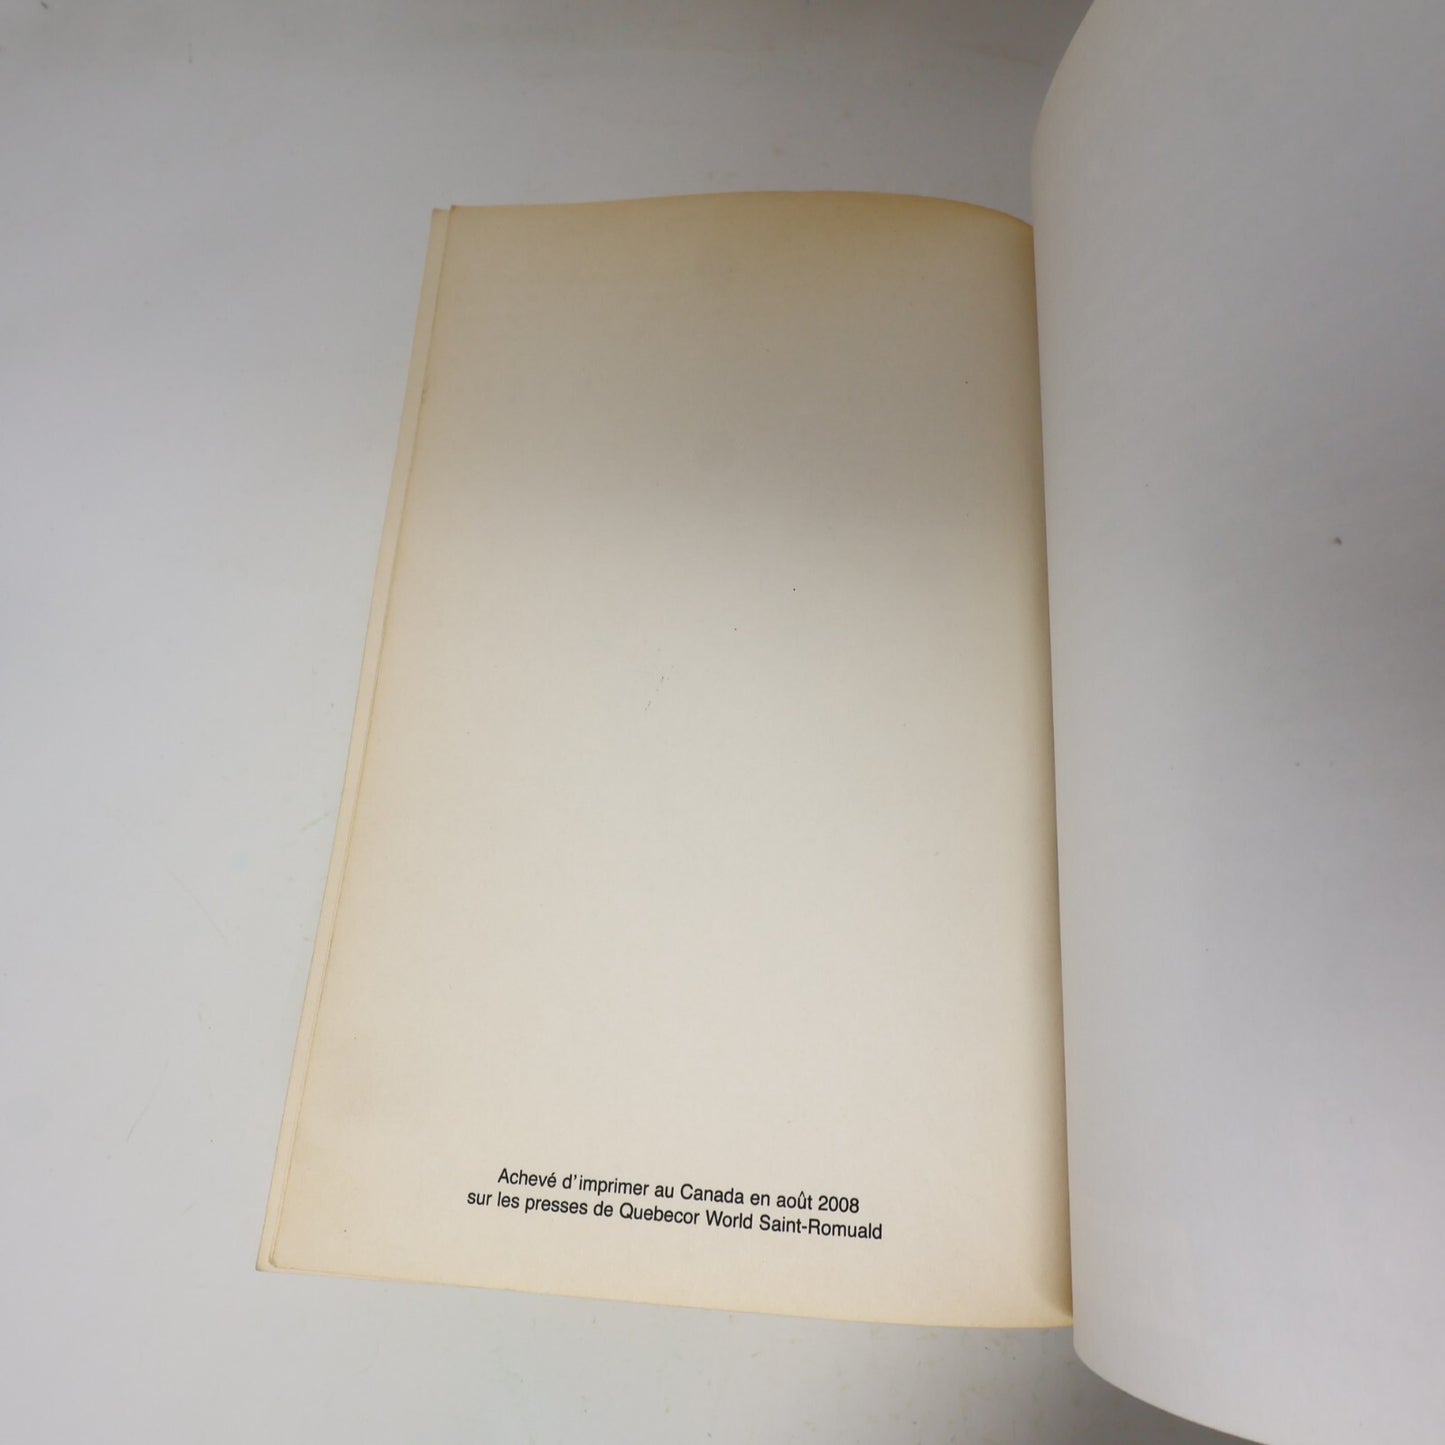 Achevé d'imprimer au Canada en août 2008
sur les presses de Quebecor World Saint-Romuald